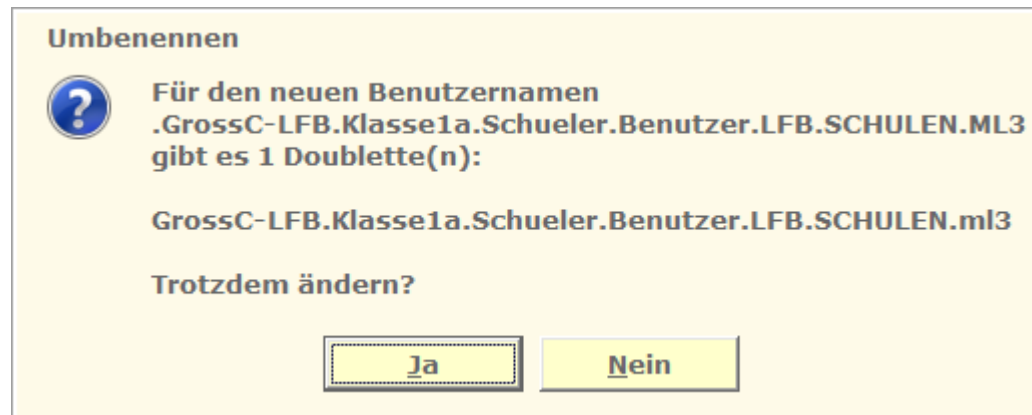 Umbenennen
Für den neuen Benutzernamen
.GrossC-LFB.Klasse1a.Schueler.Benutzer.LFB.SCHULEN.ML3
gibt es 1 Doublette(n):
GrossC-LFB.Klasse1a.Schueler.Benutzer.LFB.SCHULEN.ml3
Trotzdem ändern?
Ja
Nein